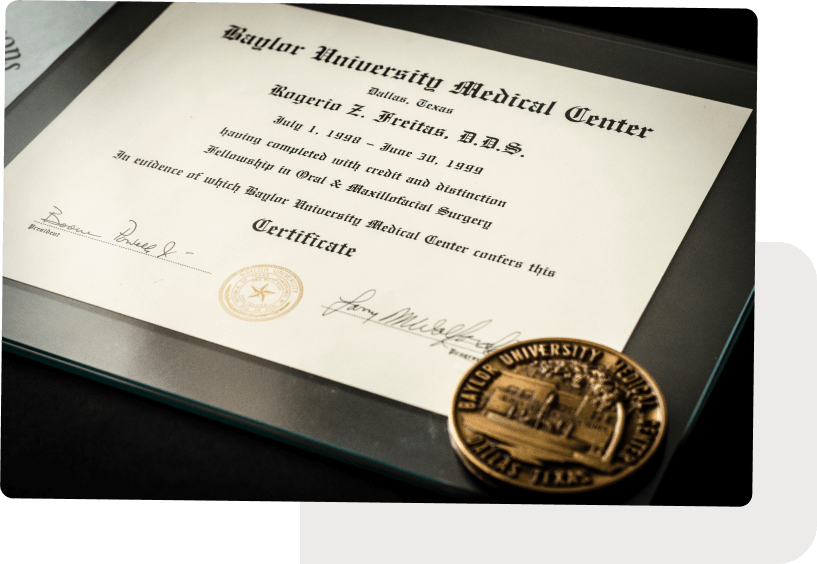 Baylor University Medical Center
Dallas, Texas
Rogerio Z. Freitas, D.D.S.
July 1, 1998 – June 30, 1999
having completed with credit and distinction
Fellowship in Oral & Maxillofacial Surgery
In evidence of which Baylor University Medical Center confers this
Certificate
President
BAYLOR UNIVERSITY MEDICAL CENTER
DALLAS TEXAS